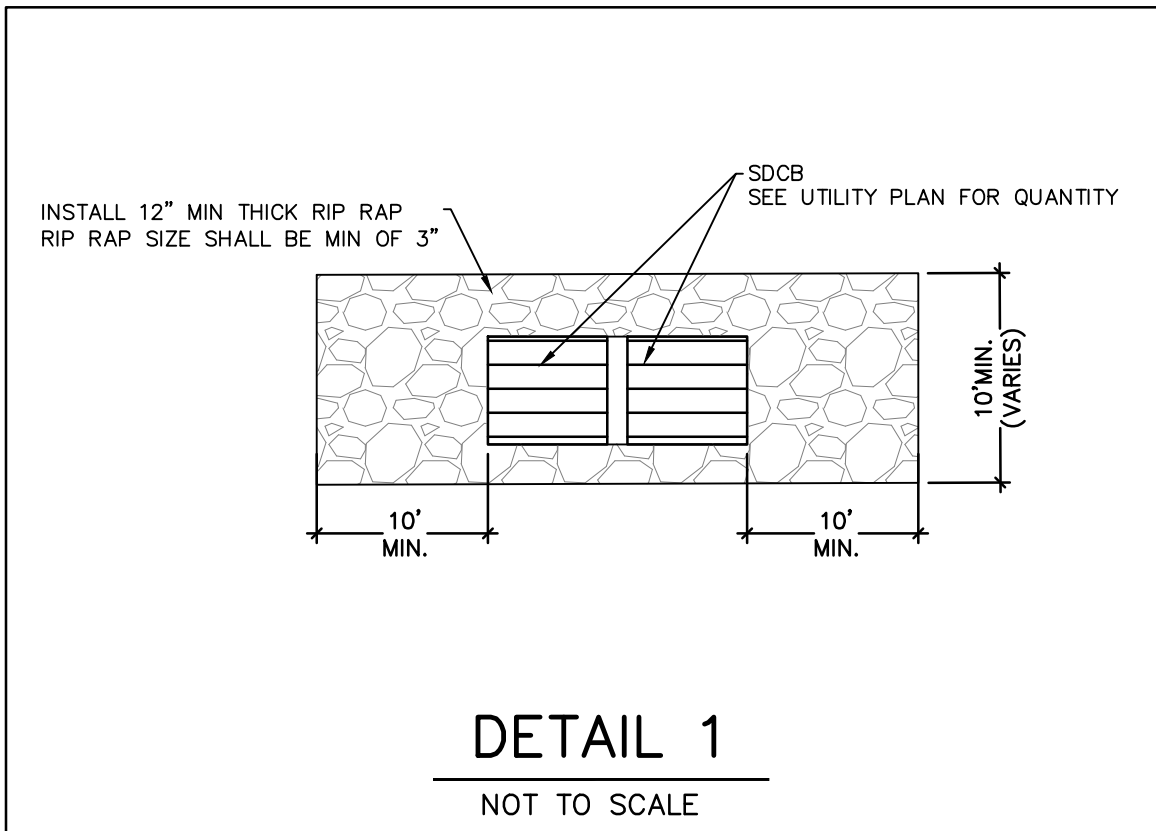 SDCB
SEE UTILITY PLAN FOR QUANTITY
INSTALL 12" MIN THICK RIP RAP
RIP RAP SIZE SHALL BE MIN OF 3"
10'MIN.
(VARIES)
10'
MIN.
10'
MIN.
DETAIL 1
NOT TO SCALE